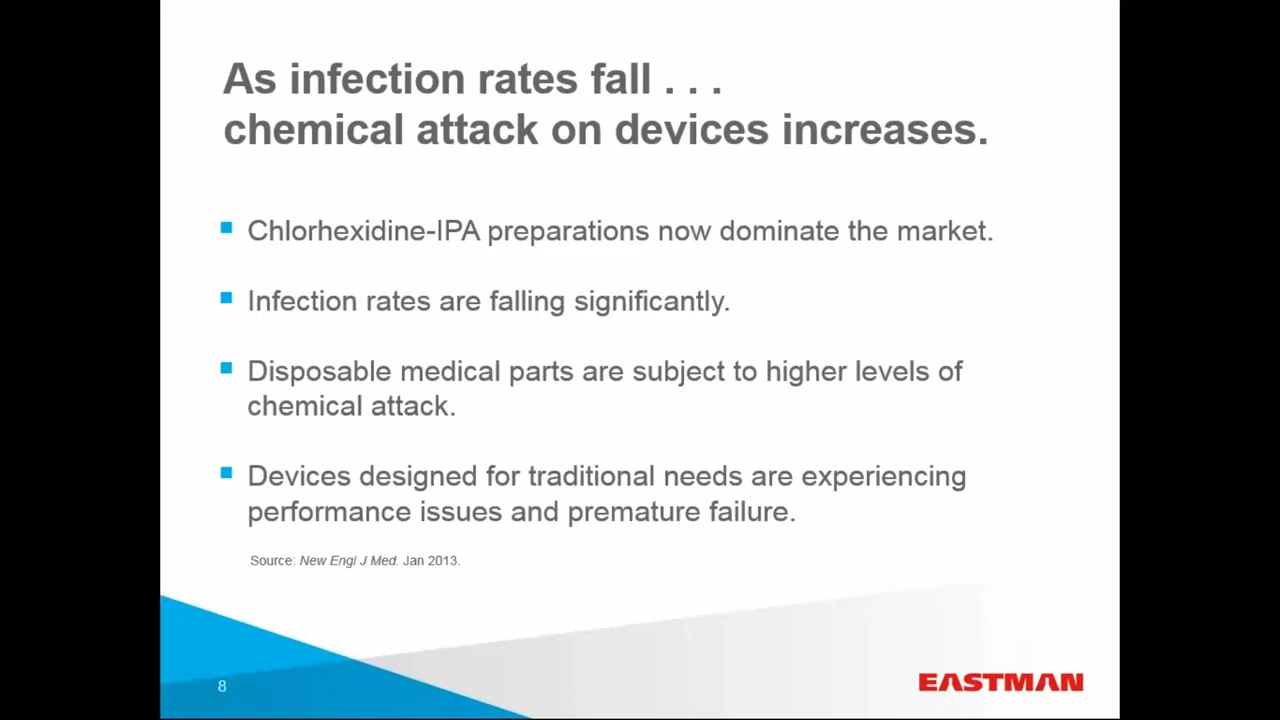 As infection rates fall . . .
chemical attack on devices increases.
Chlorhexidine-IPA preparations now dominate the market.
Infection rates are falling significantly.
Disposable medical parts are subject to higher levels of
chemical attack.
Devices designed for traditional needs are experiencing
performance issues and premature failure.
Source: New Engl J Med. Jan 2013.
8
EASTMAN